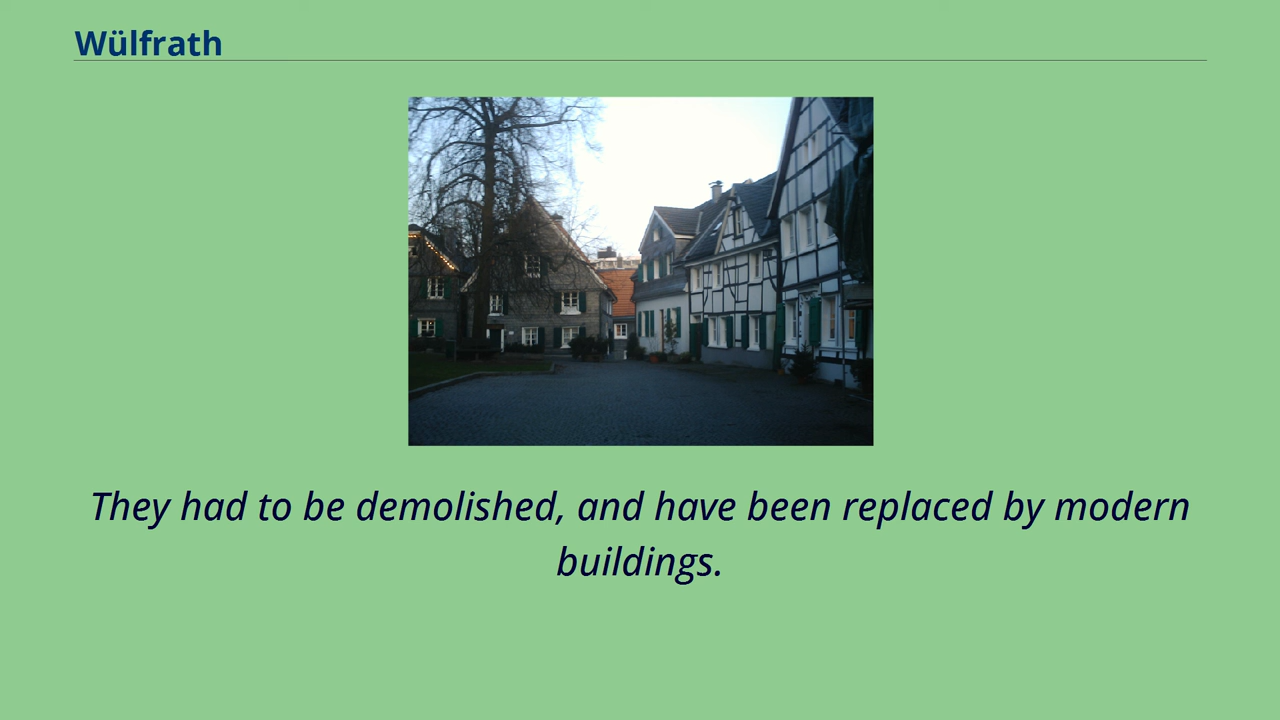 Wülfrath
They had to be demolished, and have been replaced by modern
buildings.